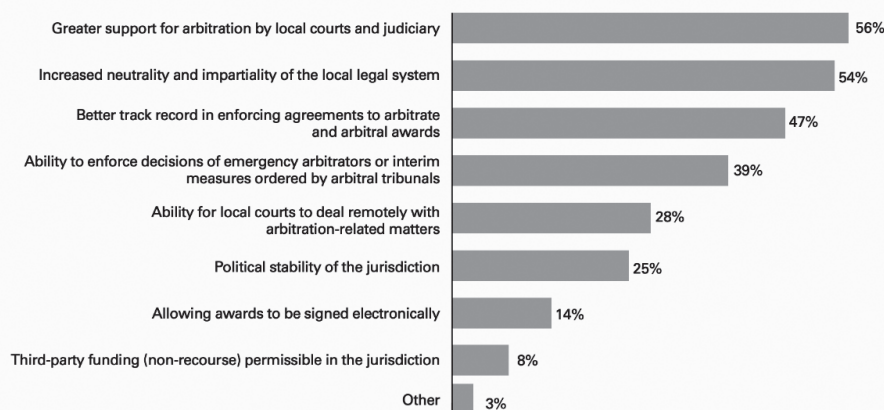 Greater support for arbitration by local courts and judiciary 56%
Increased neutrality and impartiality of the local legal system 54%
Better track record in enforcing agreements to arbitrate
and arbitral awards 47%
Ability to enforce decisions of emergency arbitrators or interim
measures ordered by arbitral tribunals 39%
Ability for local courts to deal remotely with
arbitration-related matters 28%
Political stability of the jurisdiction 25%
Allowing awards to be signed electronically 14%
Third-party funding (non-recourse) permissible in the jurisdiction 8%
Other 3%